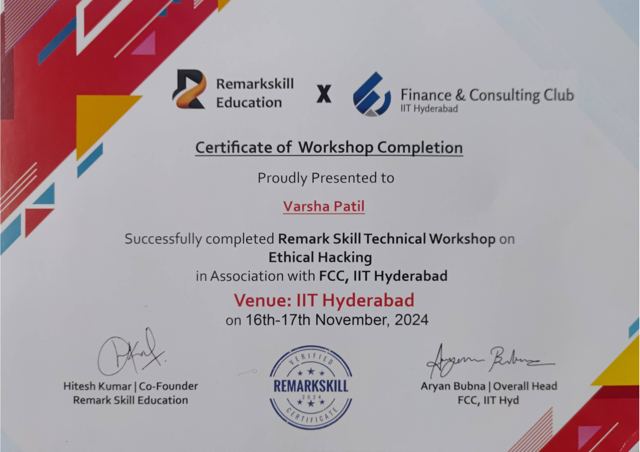 Remarkskill
Education
X
Finance & Consulting Club
IIT Hyderabad
Certificate of Workshop Completion
Proudly Presented to
Varsha Patil
Successfully completed Remark Skill Technical Workshop on
Ethical Hacking
in Association with FCC, IIT Hyderabad
Venue: IIT Hyderabad
on 16th-17th November, 2024
Hitesh Kumar | Co-Founder
Remark Skill Education
VERIFIED
REMARKSKILL
2024
CERTIFICATE
Aryan Bubna | Overall Head
FCC, IIT Hyd